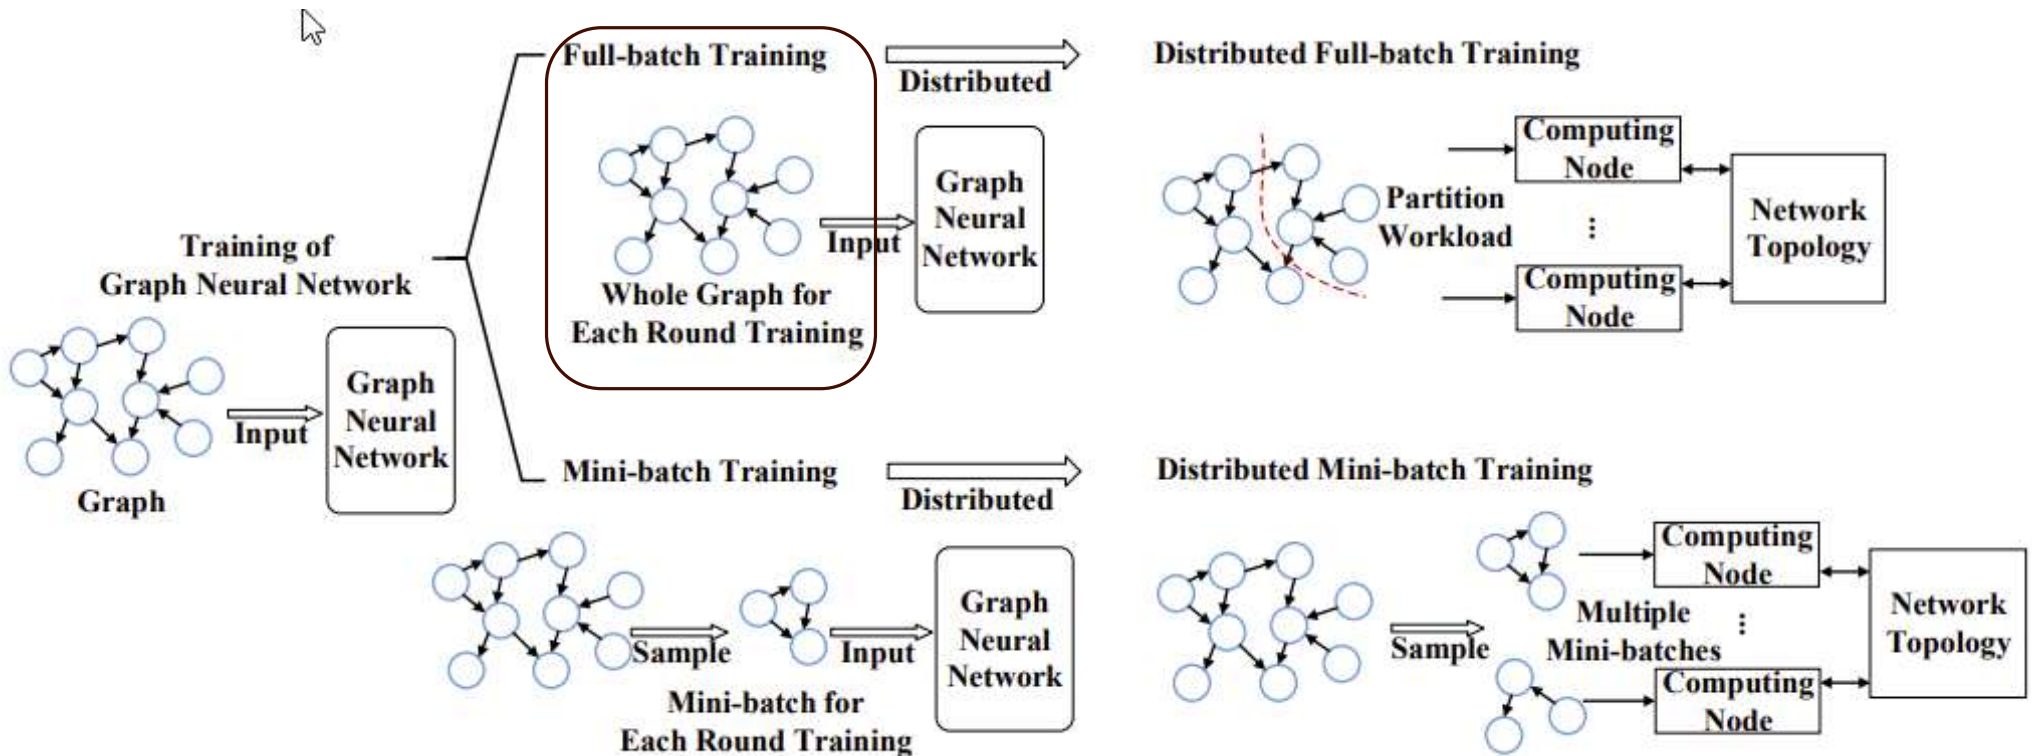 Training of
Graph Neural Network
Input
Graph
Neural
Network
Graph
Full-batch Training
Distributed
Input
Graph
Neural
Network
Whole Graph for
Each Round Training
Distributed Full-batch Training
Partition
Workload
Computing
Node
...
Computing
Node
Network
Topology
Mini-batch Training
Distributed
Sample
Input
Graph
Neural
Network
Mini-batch for
Each Round Training
Distributed Mini-batch Training
Sample
Multiple
Mini-batches
Computing
Node
...
Computing
Node
Network
Topology